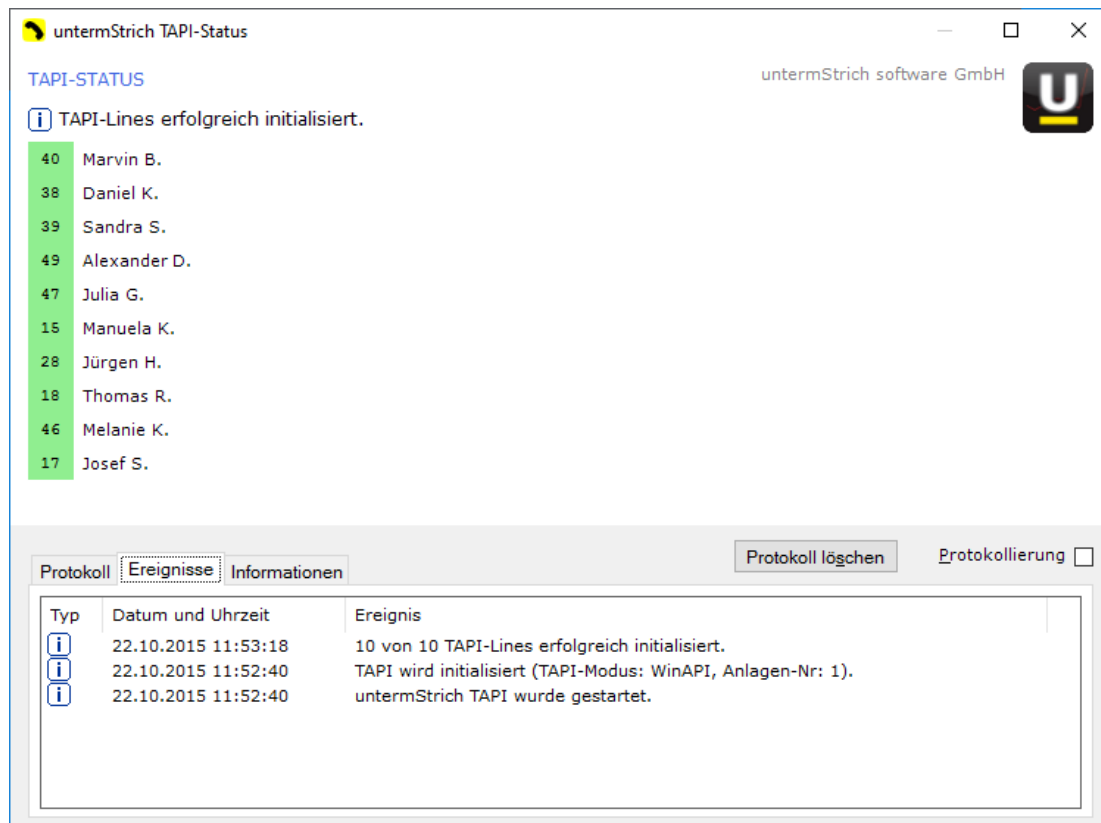 untermStrich TAPI-Status
TAPI-STATUS
untermStrich software GmbH
U
i TAPI-Lines erfolgreich initialisiert.
40 Marvin B.
38 Daniel K.
39 Sandra S.
49 Alexander D.
47 Julia G.
15 Manuela K.
28 Jürgen H.
18 Thomas R.
46 Melanie K.
17 Josef S.
Protokoll löschen Protokollierung
Protokoll Ereignisse Informationen
Typ Datum und Uhrzeit Ereignis
i 22.10.2015 11:53:18 10 von 10 TAPI-Lines erfolgreich initialisiert.
i 22.10.2015 11:52:40 TAPI wird initialisiert (TAPI-Modus: WinAPI, Anlagen-Nr: 1).
i 22.10.2015 11:52:40 untermStrich TAPI wurde gestartet.